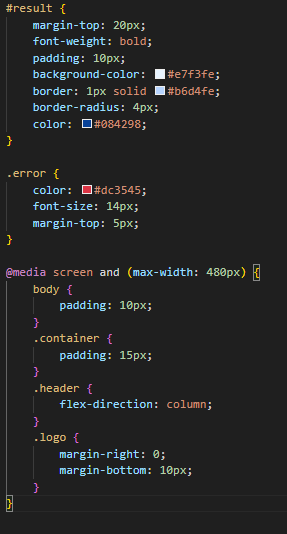 #result {
margin-top: 20px;
font-weight: bold;
padding: 10px;
background-color: #e7f3fe;
border: 1px solid #b6d4fe;
border-radius: 4px;
color: #084298;
}
.error {
color: #dc3545;
font-size: 14px;
margin-top: 5px;
}
@media screen and (max-width: 480px) {
body {
padding: 10px;
}
.container {
padding: 15px;
}
.header {
flex-direction: column;
}
.logo {
margin-right: 0;
margin-bottom: 10px;
}
}